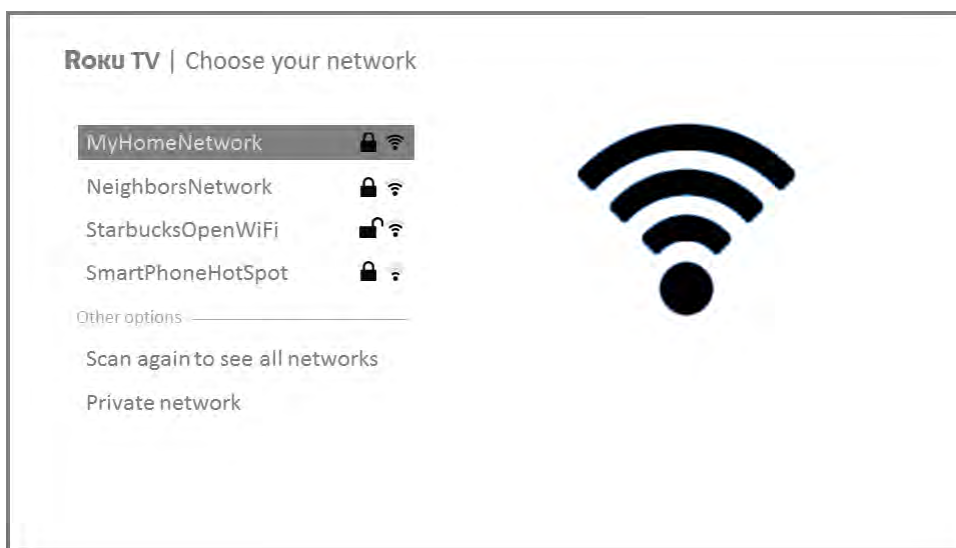 ROKU TV | Choose your network
MyHomeNetwork
NeighborsNetwork
StarbucksOpenWiFi
SmartPhoneHotSpot
Other options
Scan again to see all networks
Private network